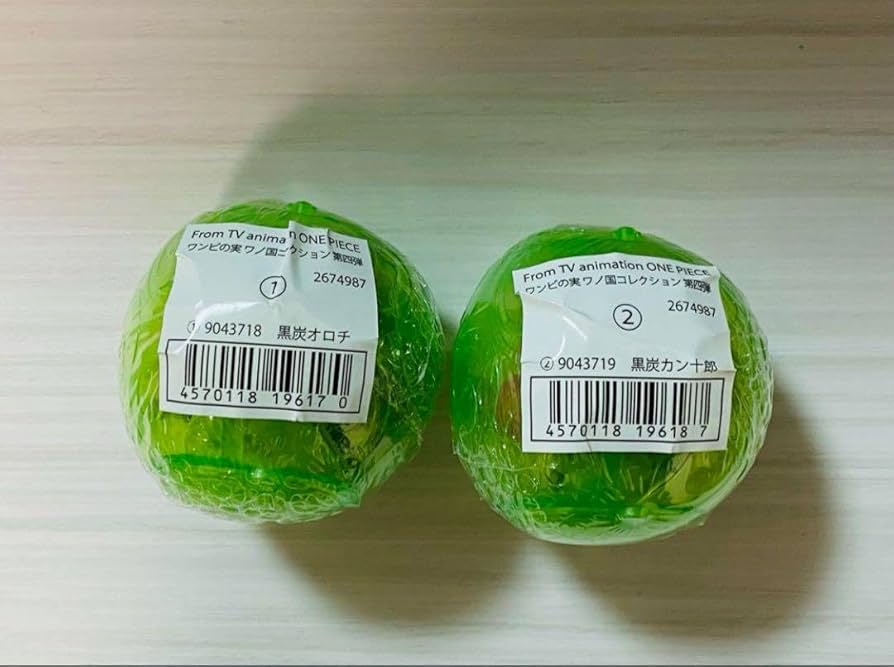 From TV animation ONE PIECE
ワンピの実 ワノ国コクション 第四弾
2674987
①
① 9043718 黒炭オロチ
4570118 19617 0
From TV animation ONE PIECE
ワンピの実 ワノ国コレクション 第四弾
2674987
②
② 9043719 黒炭カン十郎
4570118 19618 7